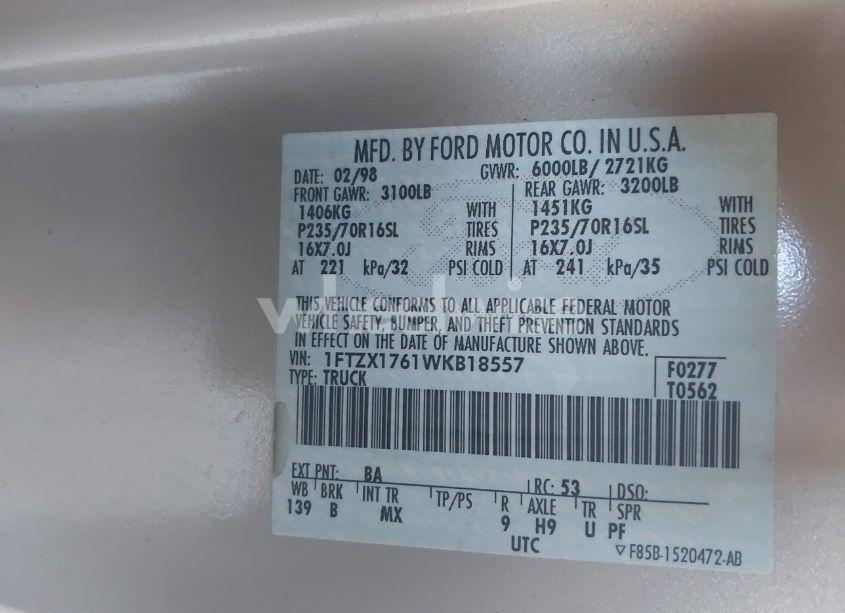 MFD. BY FORD MOTOR CO. IN U.S.A.
DATE: 02/98 GVWR: 6000LB/ 2721KG
FRONT GAWR: 3100LB REAR GAWR: 3200LB
1406KG WITH 1451KG WITH
P235/70R16SL TIRES P235/70R16SL TIRES
16X7.0J RIMS 16X7.0J RIMS
AT 221 kPa/32 PSI COLD AT 241 kPa/35 PSI COLD
THIS VEHICLE CONFORMS TO ALL APPLICABLE FEDERAL MOTOR
VEHICLE SAFETY, BUMPER, AND THEFT PREVENTION STANDARDS
IN EFFECT ON THE DATE OF MANUFACTURE SHOWN ABOVE.
VIN: 1FTZX1761WKB18557 F0277
TYPE: TRUCK T0562
EXT PNT: BA RC: 53 DSO:
WB BRK INT TR TP/PS R AXLE TR SPR
139 B MX 9 H9 U PF
UTC
▽ F85B-1520472-AB